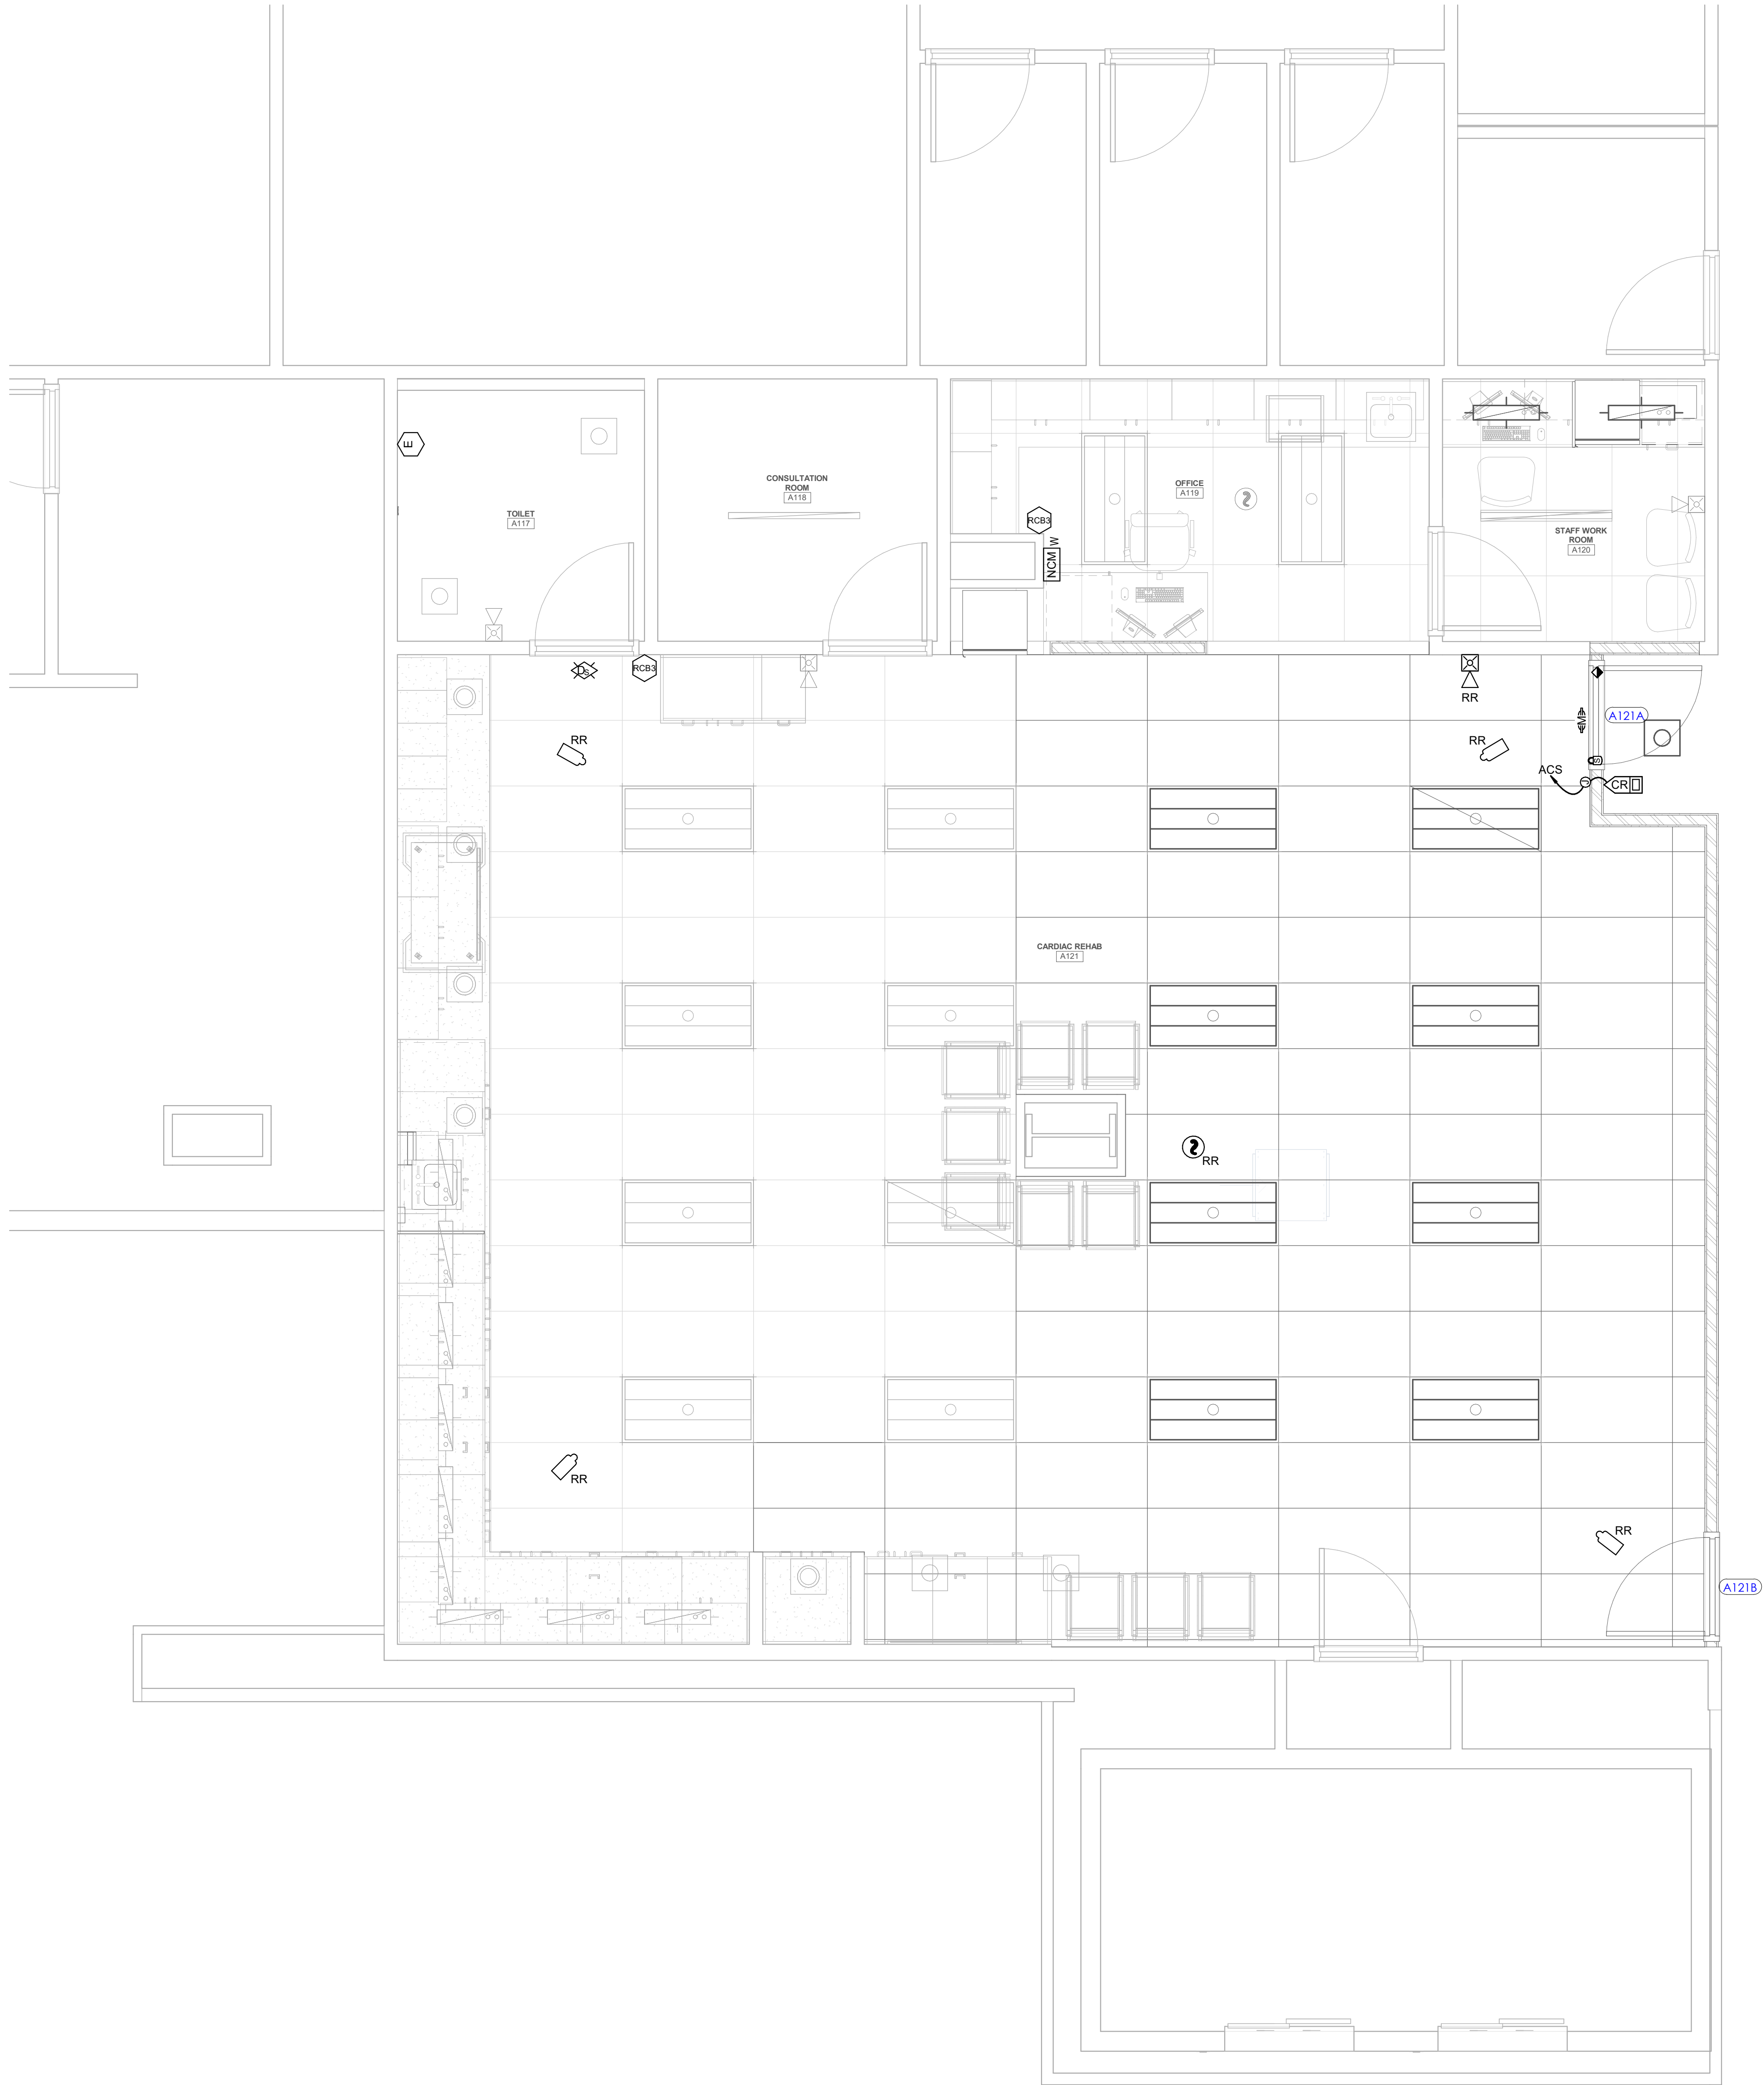 E
CONSULTATION
ROOM
A118
OFFICE
A119
TOILET
A117
RCB3
W
NCM
STAFF WORK
ROOM
A120
DS
RCB3
RR
A121A
M
RR
RR
S
ACS
J
CR
CARDIAC REHAB
A121
RR
RR
RR
A121B